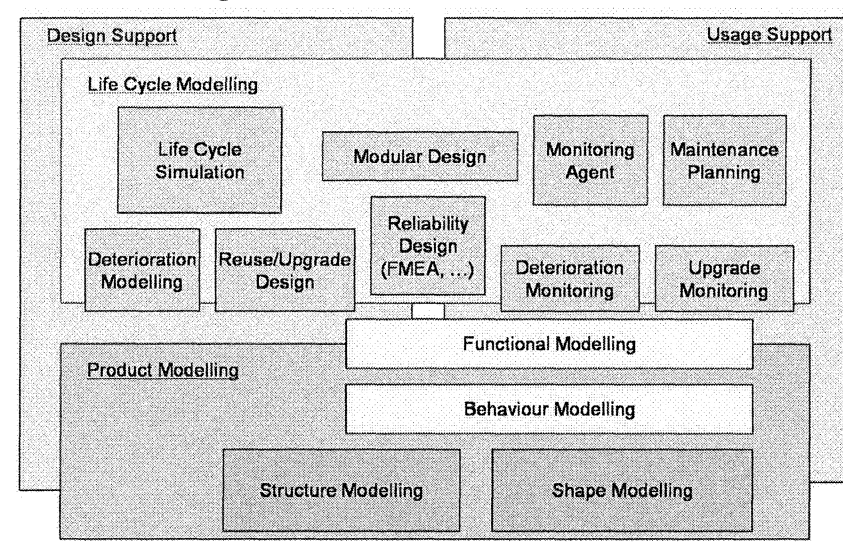 Design Support
Usage Support
Life Cycle Modelling
Life Cycle
Simulation
Modular Design
Monitoring
Agent
Maintenance
Planning
Reliability
Design
(FMEA, ...)
Deterioration
Modelling
Reuse/Upgrade
Design
Deterioration
Monitoring
Upgrade
Monitoring
Functional Modelling
Product Modelling
Behaviour Modelling
Structure Modelling
Shape Modelling